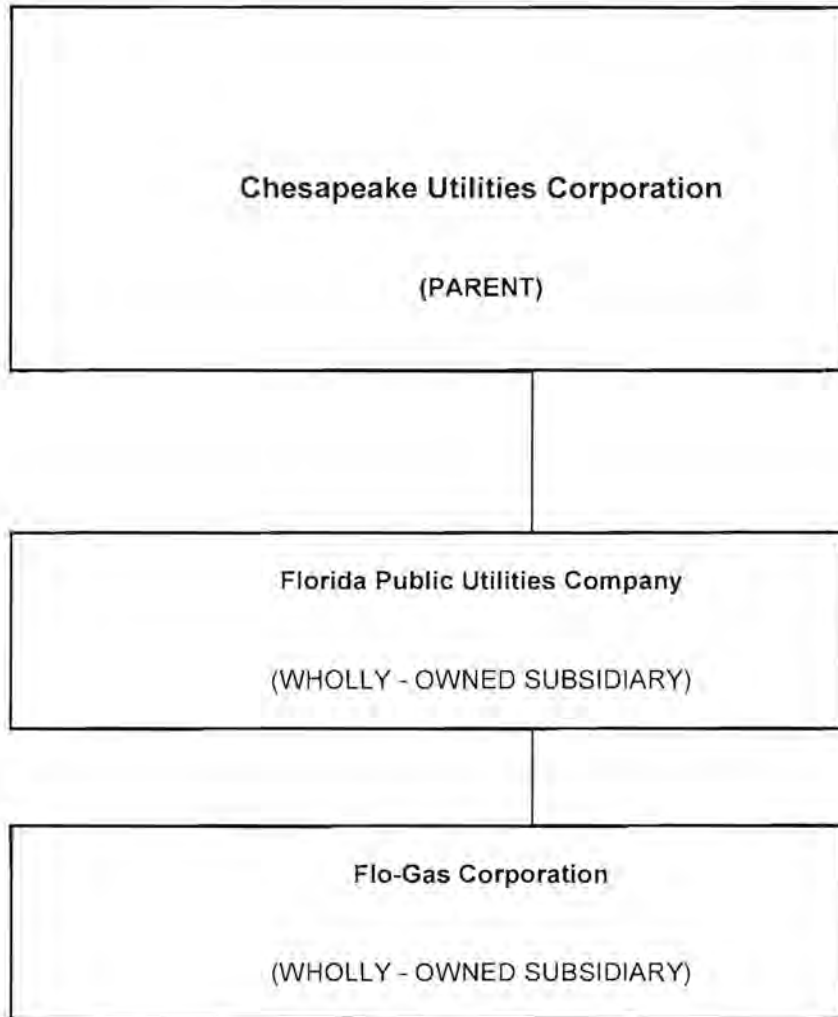 Chesapeake Utilities Corporation
(PARENT)
Florida Public Utilities Company
(WHOLLY - OWNED SUBSIDIARY)
Flo-Gas Corporation
(WHOLLY - OWNED SUBSIDIARY)